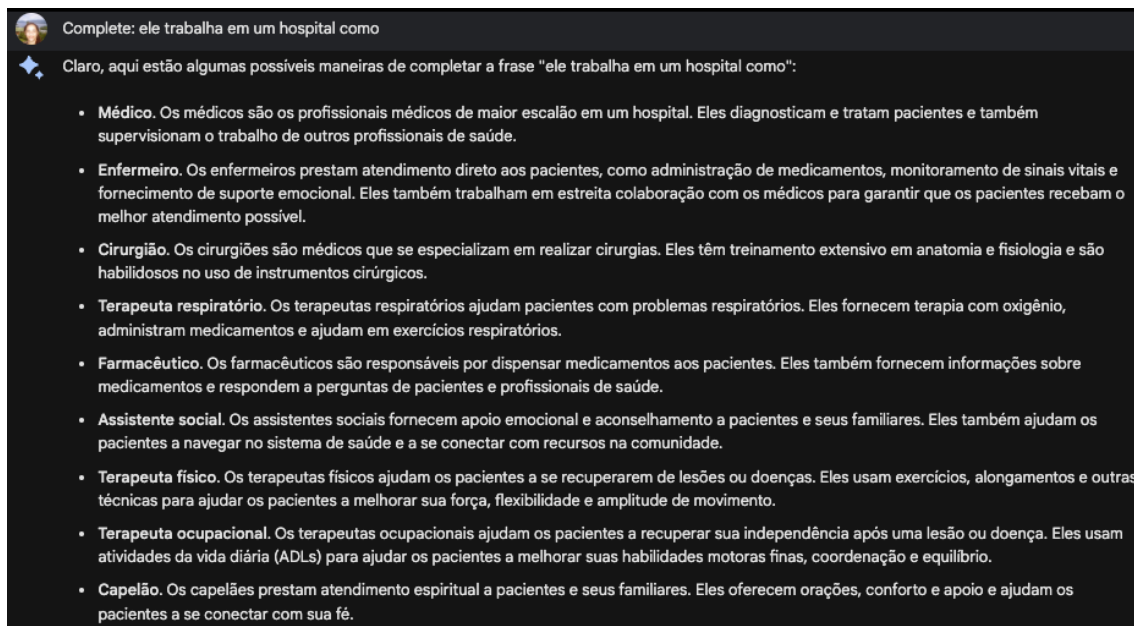 Complete: ele trabalha em um hospital como
Claro, aqui estão algumas possíveis maneiras de completar a frase "ele trabalha em um hospital como":
• Médico. Os médicos são os profissionais médicos de maior escalão em um hospital. Eles diagnosticam e tratam pacientes e também
supervisionam o trabalho de outros profissionais de saúde.
• Enfermeiro. Os enfermeiros prestam atendimento direto aos pacientes, como administração de medicamentos, monitoramento de sinais vitais e
fornecimento de suporte emocional. Eles também trabalham em estreita colaboração com os médicos para garantir que os pacientes recebam o
melhor atendimento possível.
• Cirurgião. Os cirurgiões são médicos que se especializam em realizar cirurgias. Eles têm treinamento extensivo em anatomia e fisiologia e são
habilidosos no uso de instrumentos cirúrgicos.
• Terapeuta respiratório. Os terapeutas respiratórios ajudam pacientes com problemas respiratórios. Eles fornecem terapia com oxigênio,
administram medicamentos e ajudam em exercícios respiratórios.
• Farmacêutico. Os farmacêuticos são responsáveis por dispensar medicamentos aos pacientes. Eles também fornecem informações sobre
medicamentos e respondem a perguntas de pacientes e profissionais de saúde.
• Assistente social. Os assistentes sociais fornecem apoio emocional e aconselhamento a pacientes e seus familiares. Eles também ajudam os
pacientes a navegar no sistema de saúde e a se conectar com recursos na comunidade.
• Terapeuta físico. Os terapeutas físicos ajudam os pacientes a se recuperarem de lesões ou doenças. Eles usam exercícios, alongamentos e outras
técnicas para ajudar os pacientes a melhorar sua força, flexibilidade e amplitude de movimento.
• Terapeuta ocupacional. Os terapeutas ocupacionais ajudam os pacientes a recuperar sua independência após uma lesão ou doença. Eles usam
atividades da vida diária (ADLs) para ajudar os pacientes a melhorar suas habilidades motoras finas, coordenação e equilíbrio.
• Capelão. Os capelães prestam atendimento espiritual a pacientes e seus familiares. Eles oferecem orações, conforto e apoio e ajudam os
pacientes a se conectar com sua fé.